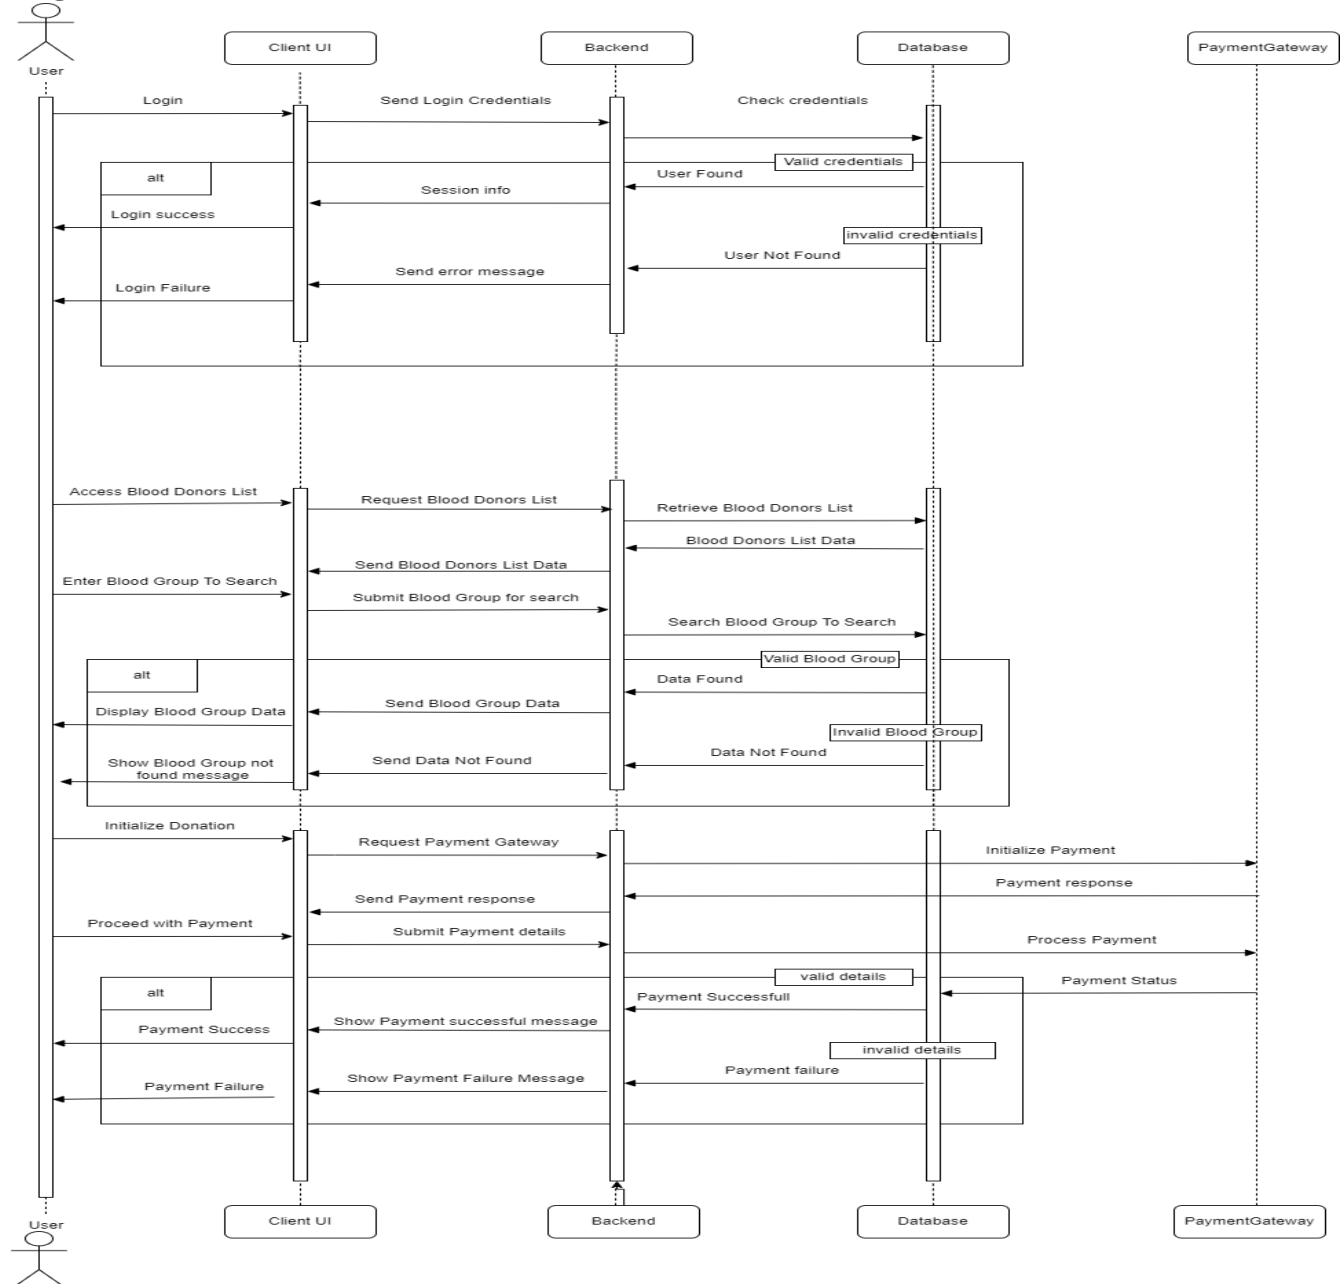 Client UI
Backend
Database
PaymentGateway
User
Login
Send Login Credentials
Check credentials
alt
Valid credentials
User Found
Session info
Login success
invalid credentials
User Not Found
Send error message
Login Failure
Access Blood Donors List
Request Blood Donors List
Retrieve Blood Donors List
Blood Donors List Data
Send Blood Donors List Data
Enter Blood Group To Search
Submit Blood Group for search
Search Blood Group To Search
Valid Blood Group
alt
Data Found
Send Blood Group Data
Display Blood Group Data
Invalid Blood Group
Data Not Found
Send Data Not Found
Show Blood Group not
found message
Initialize Donation
Request Payment Gateway
Initialize Payment
Payment response
Send Payment response
Proceed with Payment
Submit Payment details
Process Payment
valid details
Payment Status
alt
Payment Successfull
Show Payment successful message
Payment Success
invalid details
Payment failure
Show Payment Failure Message
Payment Failure
Client UI
Backend
Database
PaymentGateway
User